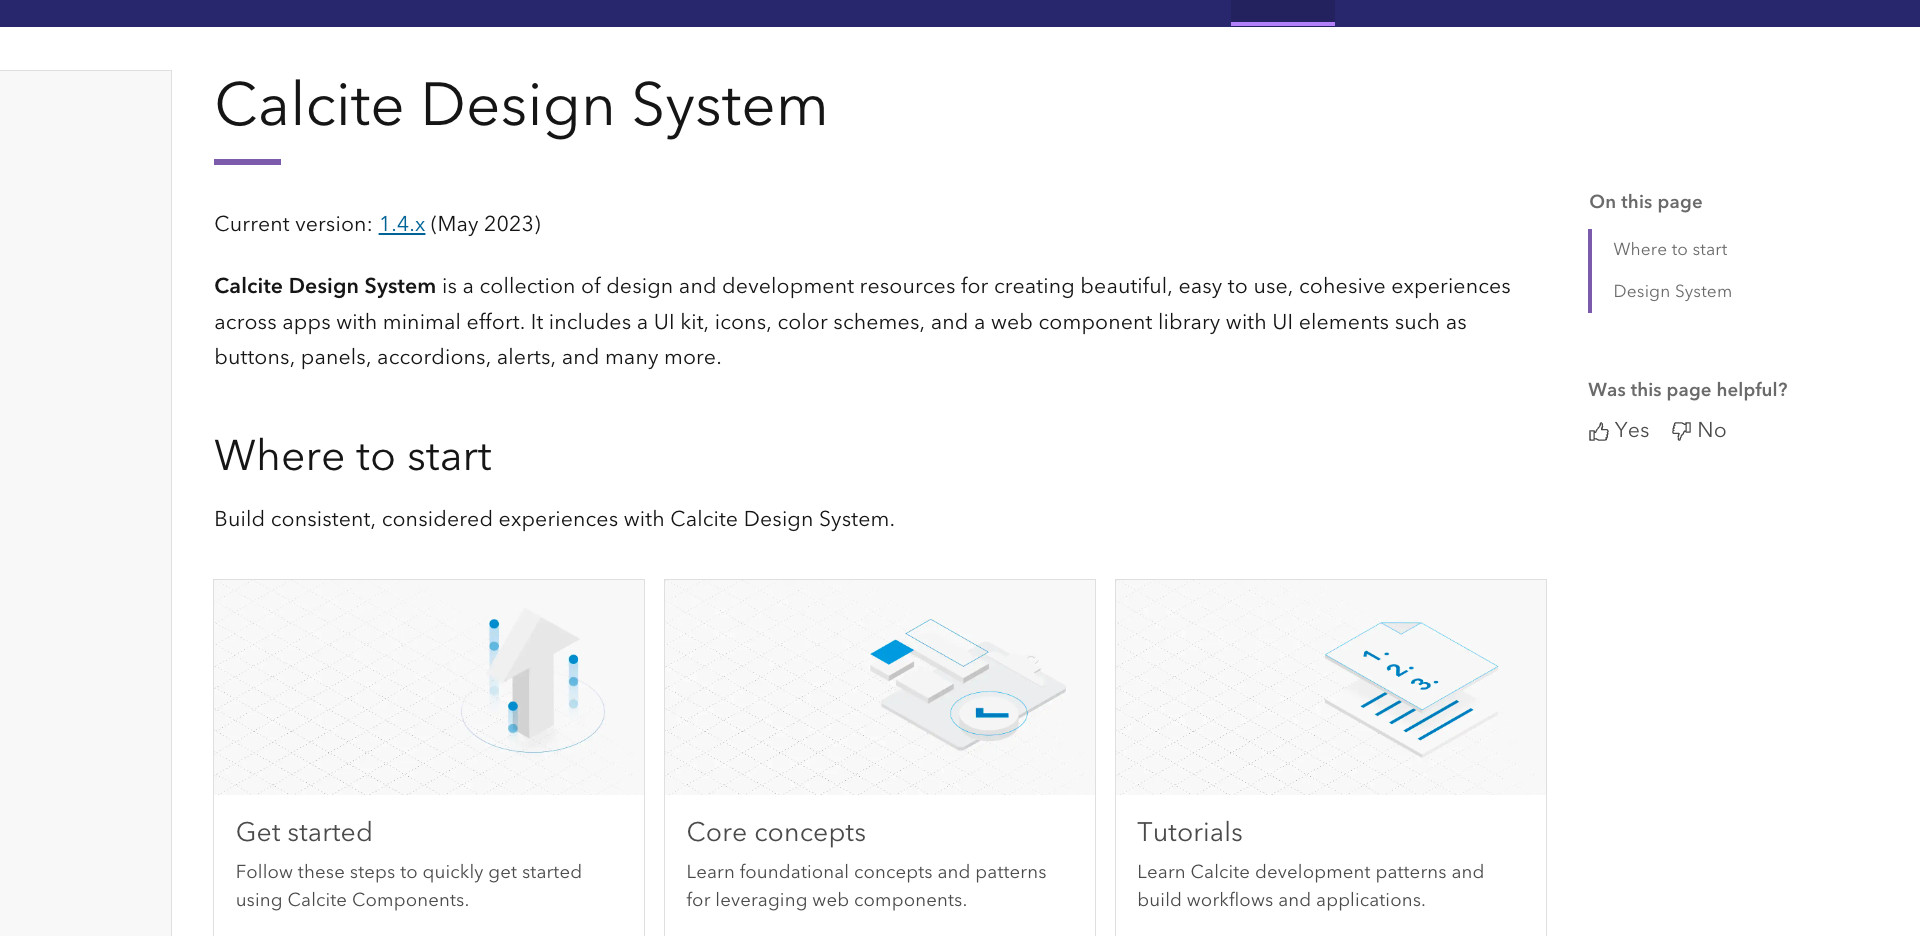 Calcite Design System
Current version: 1.4.x (May 2023)
Calcite Design System is a collection of design and development resources for creating beautiful, easy to use, cohesive experiences
across apps with minimal effort. It includes a UI kit, icons, color schemes, and a web component library with UI elements such as
buttons, panels, accordions, alerts, and many more.
Where to start
Build consistent, considered experiences with Calcite Design System.
1.
2.
3.
Get started
Follow these steps to quickly get started
using Calcite Components.
Core concepts
Learn foundational concepts and patterns
for leveraging web components.
Tutorials
Learn Calcite development patterns and
build workflows and applications.
On this page
Where to start
Design System
Was this page helpful?
Yes No